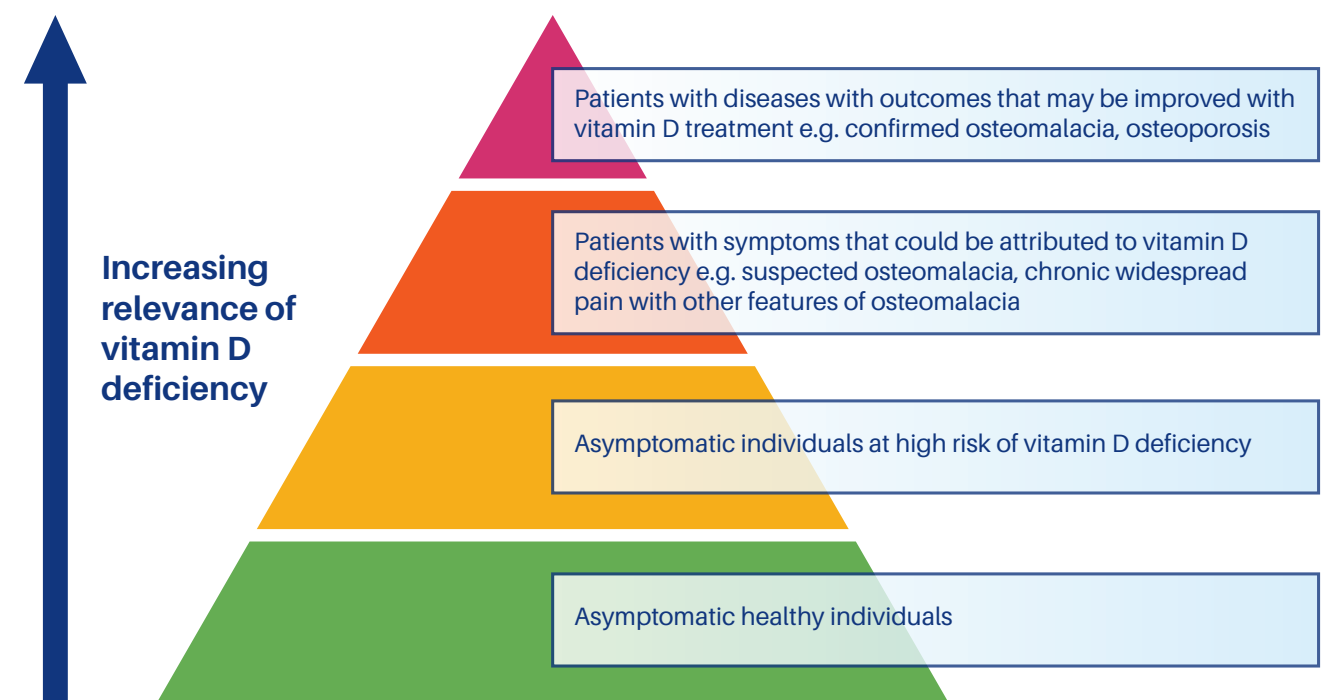 Patients with diseases with outcomes that may be improved with
vitamin D treatment e.g. confirmed osteomalacia, osteoporosis
Patients with symptoms that could be attributed to vitamin D
deficiency e.g. suspected osteomalacia, chronic widespread
pain with other features of osteomalacia
Increasing
relevance of
vitamin D
deficiency
Asymptomatic individuals at high risk of vitamin D deficiency
Asymptomatic healthy individuals